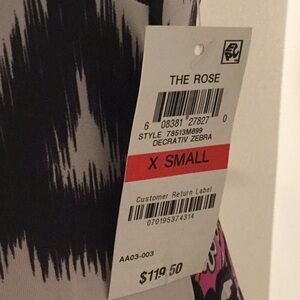 THE ROSE
6 08381 27827 0
STYLE 78513M899
DECRATIV ZEBRA
X SMALL
Customer Return Label
070195374314
AA03-003
$119.50